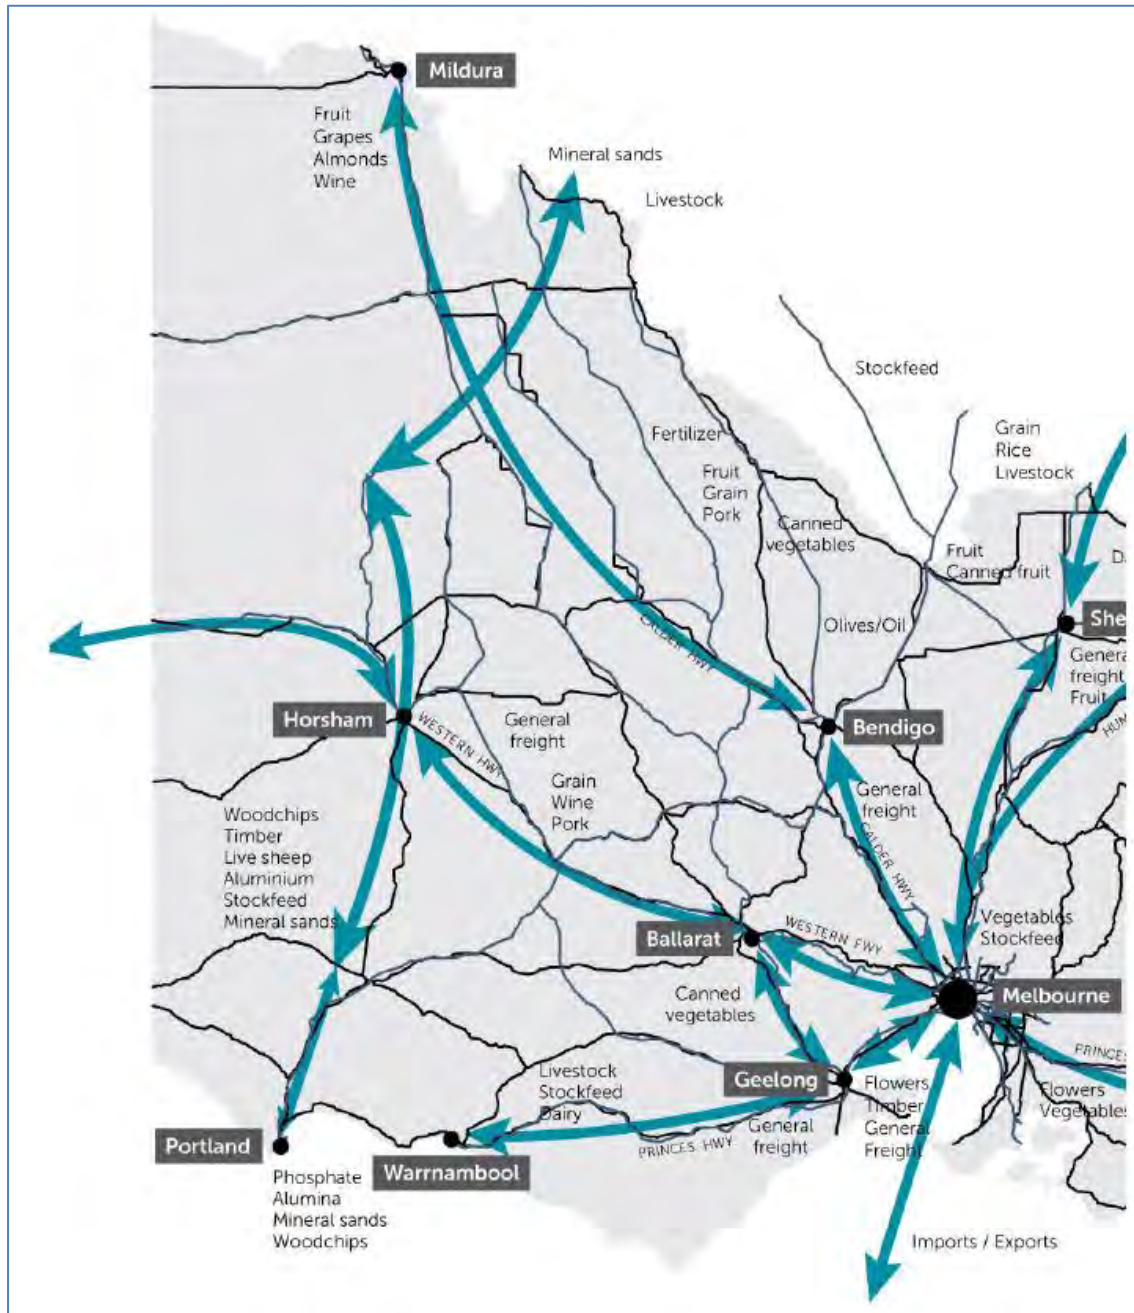 Mildura
Fruit
Grapes
Almonds
Wine
Mineral sands
Livestock
Stockfeed
Grain
Rice
Livestock
Fertilizer
Fruit
Grain
Pork
Canned
vegetables
Fruit
Canned fruit
D
She
Olives/Oil
General
freight
Fruit
CALDER HWY
Horsham
WESTERN HWY
General
freight
Bendigo
HUM
Grain
Wine
Pork
General
freight
CALDER HWY
Woodchips
Timber
Live sheep
Aluminium
Stockfeed
Mineral sands
Ballarat
WESTERN FWY
Vegetables
Stockfeed
Canned
vegetables
Melbourne
PRINCES
Geelong
Livestock
Stockfeed
Dairy
Flowers
Timber
General
Freight
Flowers
Vegetables
General
freight
PRINCES HWY
Portland
Warrnambool
Phosphate
Alumina
Mineral sands
Woodchips
Imports / Exports